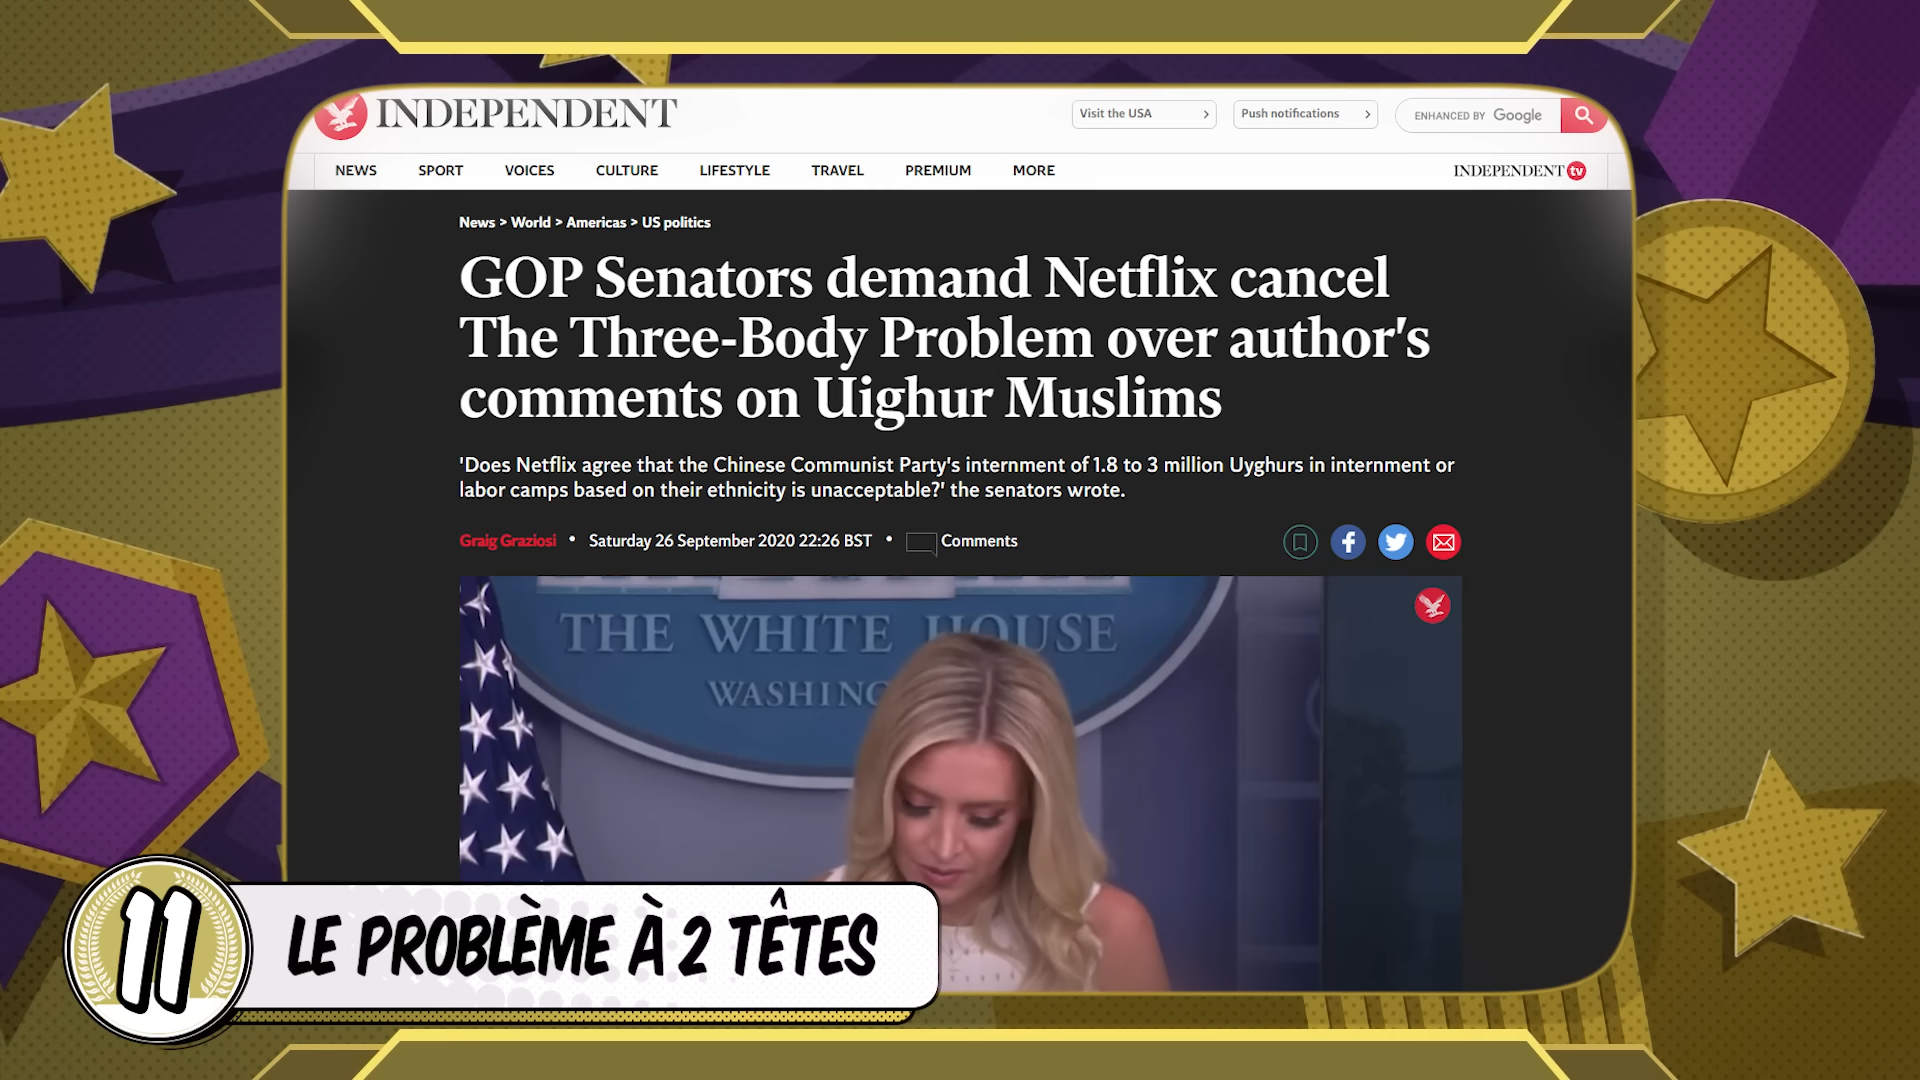 INDEPENDENT
Visit the USA
Push notifications
ENHANCED BY Google
NEWS SPORT VOICES CULTURE LIFESTYLE TRAVEL PREMIUM MORE
INDEPENDENT tv
News > World > Americas > US politics
GOP Senators demand Netflix cancel
The Three-Body Problem over author's
comments on Uighur Muslims
'Does Netflix agree that the Chinese Communist Party's internment of 1.8 to 3 million Uyghurs in internment or
labor camps based on their ethnicity is unacceptable?' the senators wrote.
Graig Graziosi • Saturday 26 September 2020 22:26 BST • Comments
THE WHITE HOUSE
WASHING
11
LE PROBLÈME À 2 TÊTES